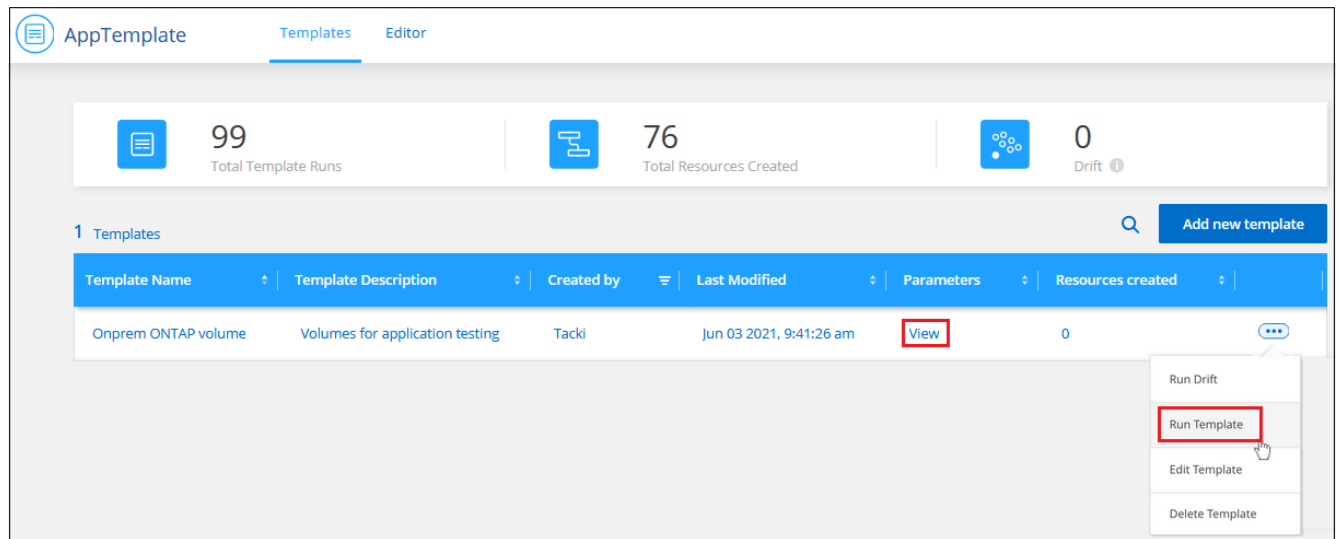 AppTemplate Templates Editor
99 76 0
Total Template Runs Total Resources Created Drift i
1 Templates Add new template
Template Name Template Description Created by Last Modified Parameters Resources created
Onprem ONTAP volume Volumes for application testing Tacki Jun 03 2021, 9:41:26 am View 0
Run Drift
Run Template
Edit Template
Delete Template